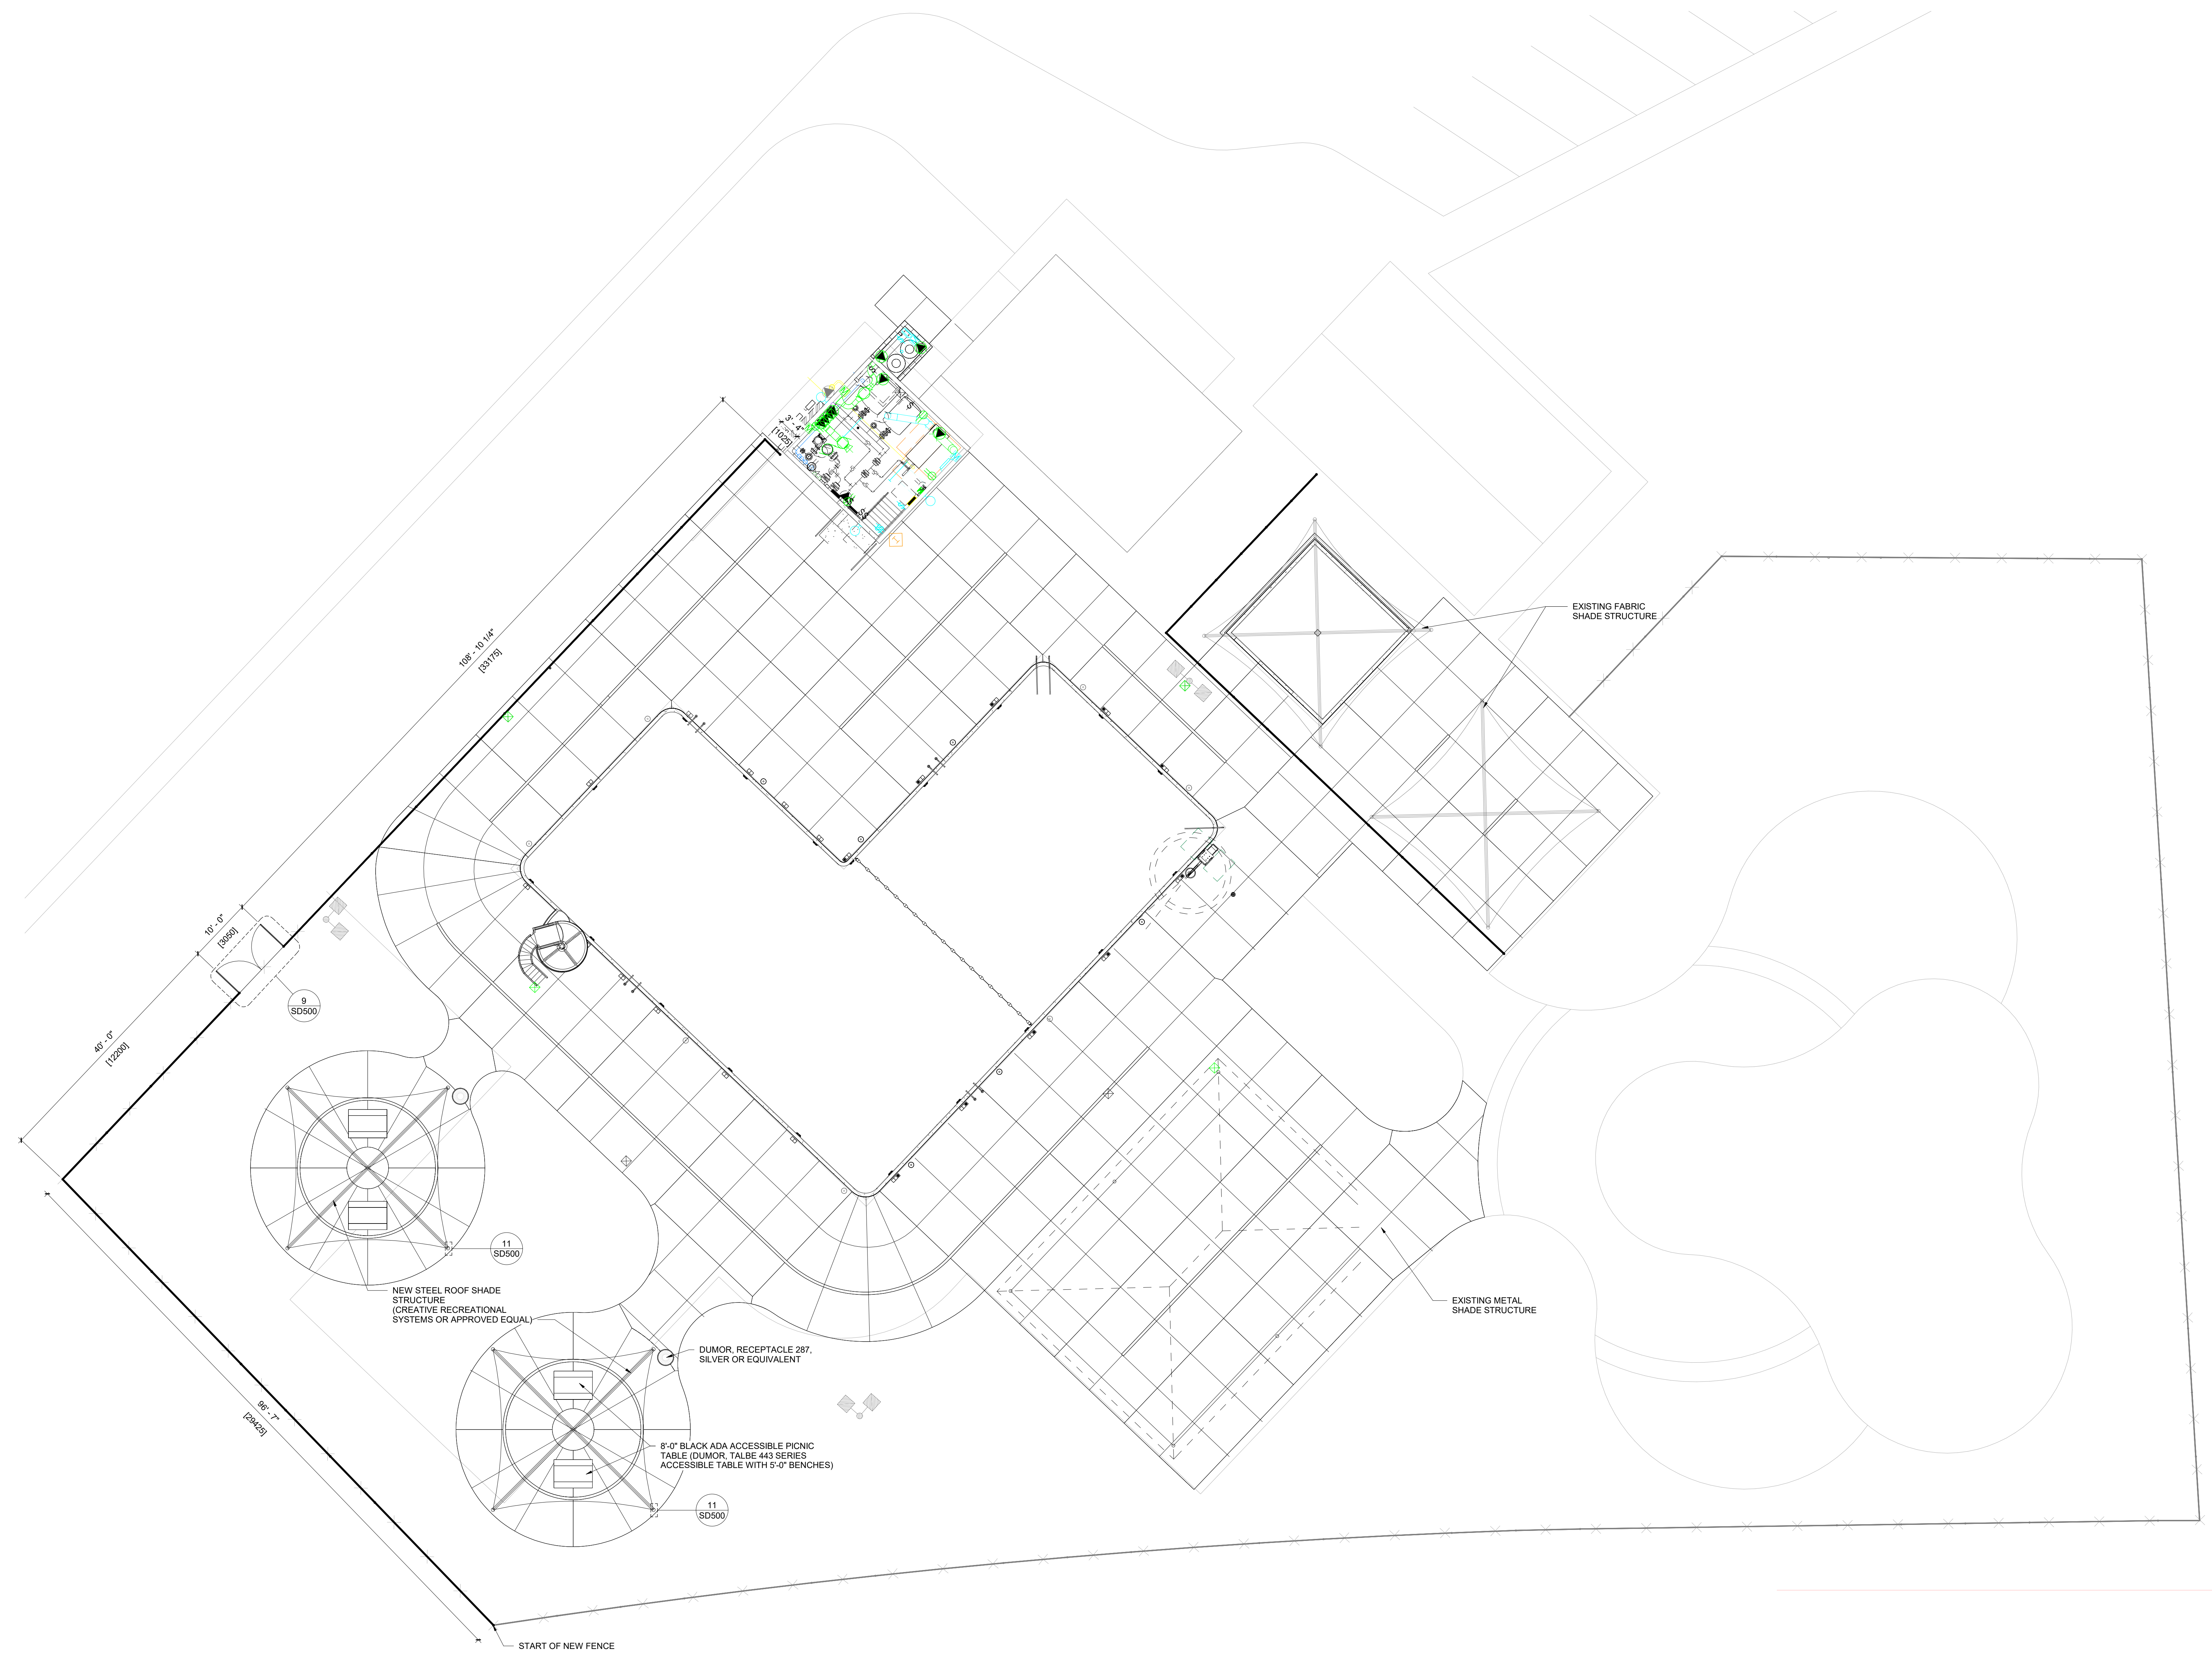 3' - 4"
[1025]
108' - 10 1/4"
[33175]
EXISTING FABRIC
SHADE STRUCTURE
10' - 0"
[3050]
9
SD500
40' - 0"
[12200]
11
SD500
NEW STEEL ROOF SHADE
STRUCTURE
(CREATIVE RECREATIONAL
SYSTEMS OR APPROVED EQUAL)
EXISTING METAL
SHADE STRUCTURE
DUMOR, RECEPTACLE 287,
SILVER OR EQUIVALENT
96' - 7"
[29425]
8'-0" BLACK ADA ACCESSIBLE PICNIC
TABLE (DUMOR, TALBE 443 SERIES
ACCESSIBLE TABLE WITH 5'-0" BENCHES)
11
SD500
START OF NEW FENCE